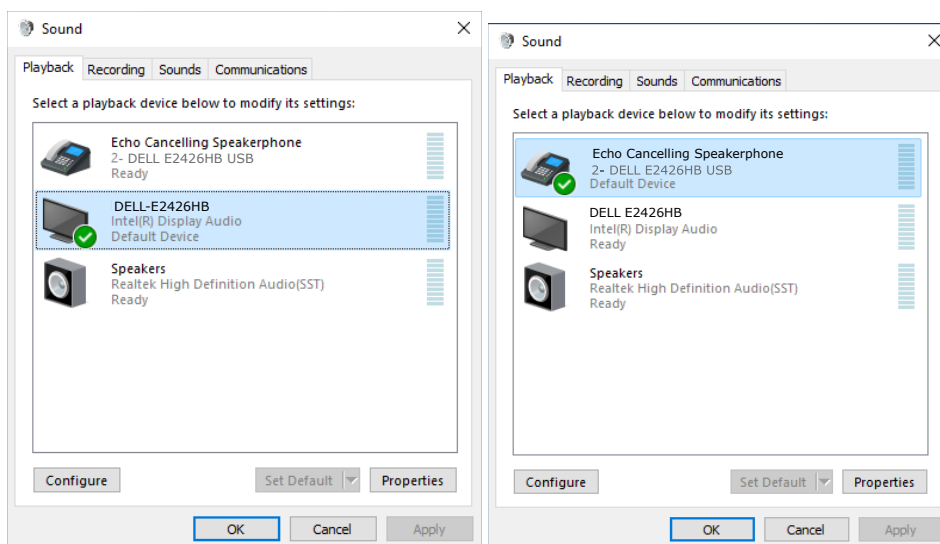 Sound
Playback Recording Sounds Communications
Select a playback device below to modify its settings:
Echo Cancelling Speakerphone
2- DELL E2426HB USB
Ready
DELL-E2426HB
Intel(R) Display Audio
Default Device
Speakers
Realtek High Definition Audio(SST)
Ready
Configure Set Default Properties
OK Cancel Apply
Sound
Playback Recording Sounds Communications
Select a playback device below to modify its settings:
Echo Cancelling Speakerphone
2- DELL E2426HB USB
Default Device
DELL E2426HB
Intel(R) Display Audio
Ready
Speakers
Realtek High Definition Audio(SST)
Ready
Configure Set Default Properties
OK Cancel Apply